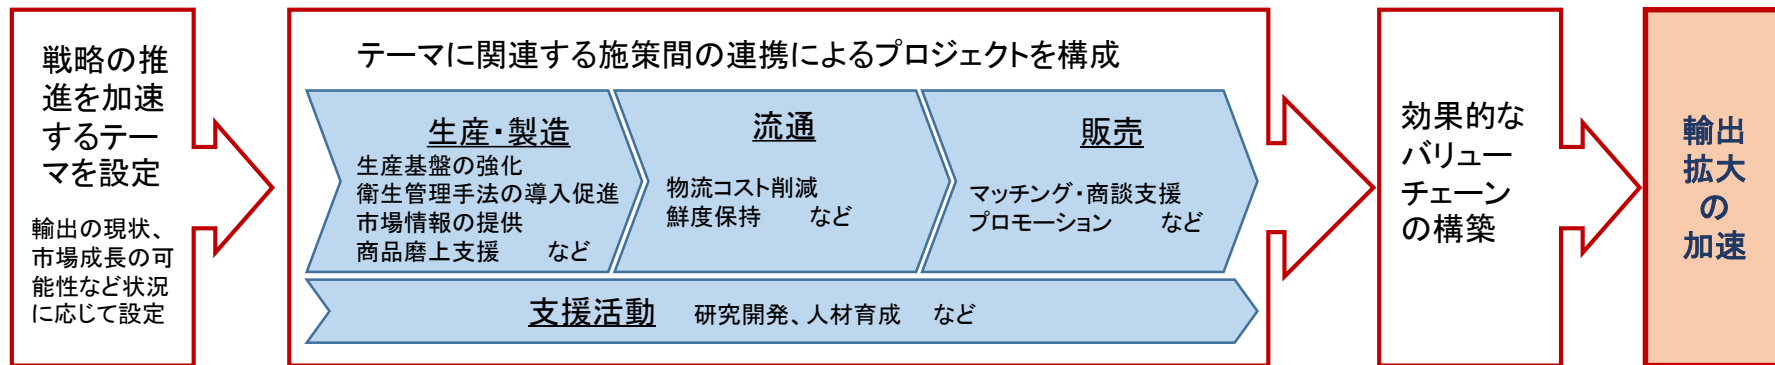 戦略の推
進を加速
するテー
マを設定
輸出の現状、
市場成長の可
能性など状況
に応じて設定
テーマに関連する施策間の連携によるプロジェクトを構成
生産・製造
生産基盤の強化
衛生管理手法の導入促進
市場情報の提供
商品磨上支援 など
流通
物流コスト削減
鮮度保持 など
販売
マッチング・商談支援
プロモーション など
支援活動 研究開発、人材育成 など
効果的な
バリュー
チェーン
の構築
輸出
拡大
の
加速